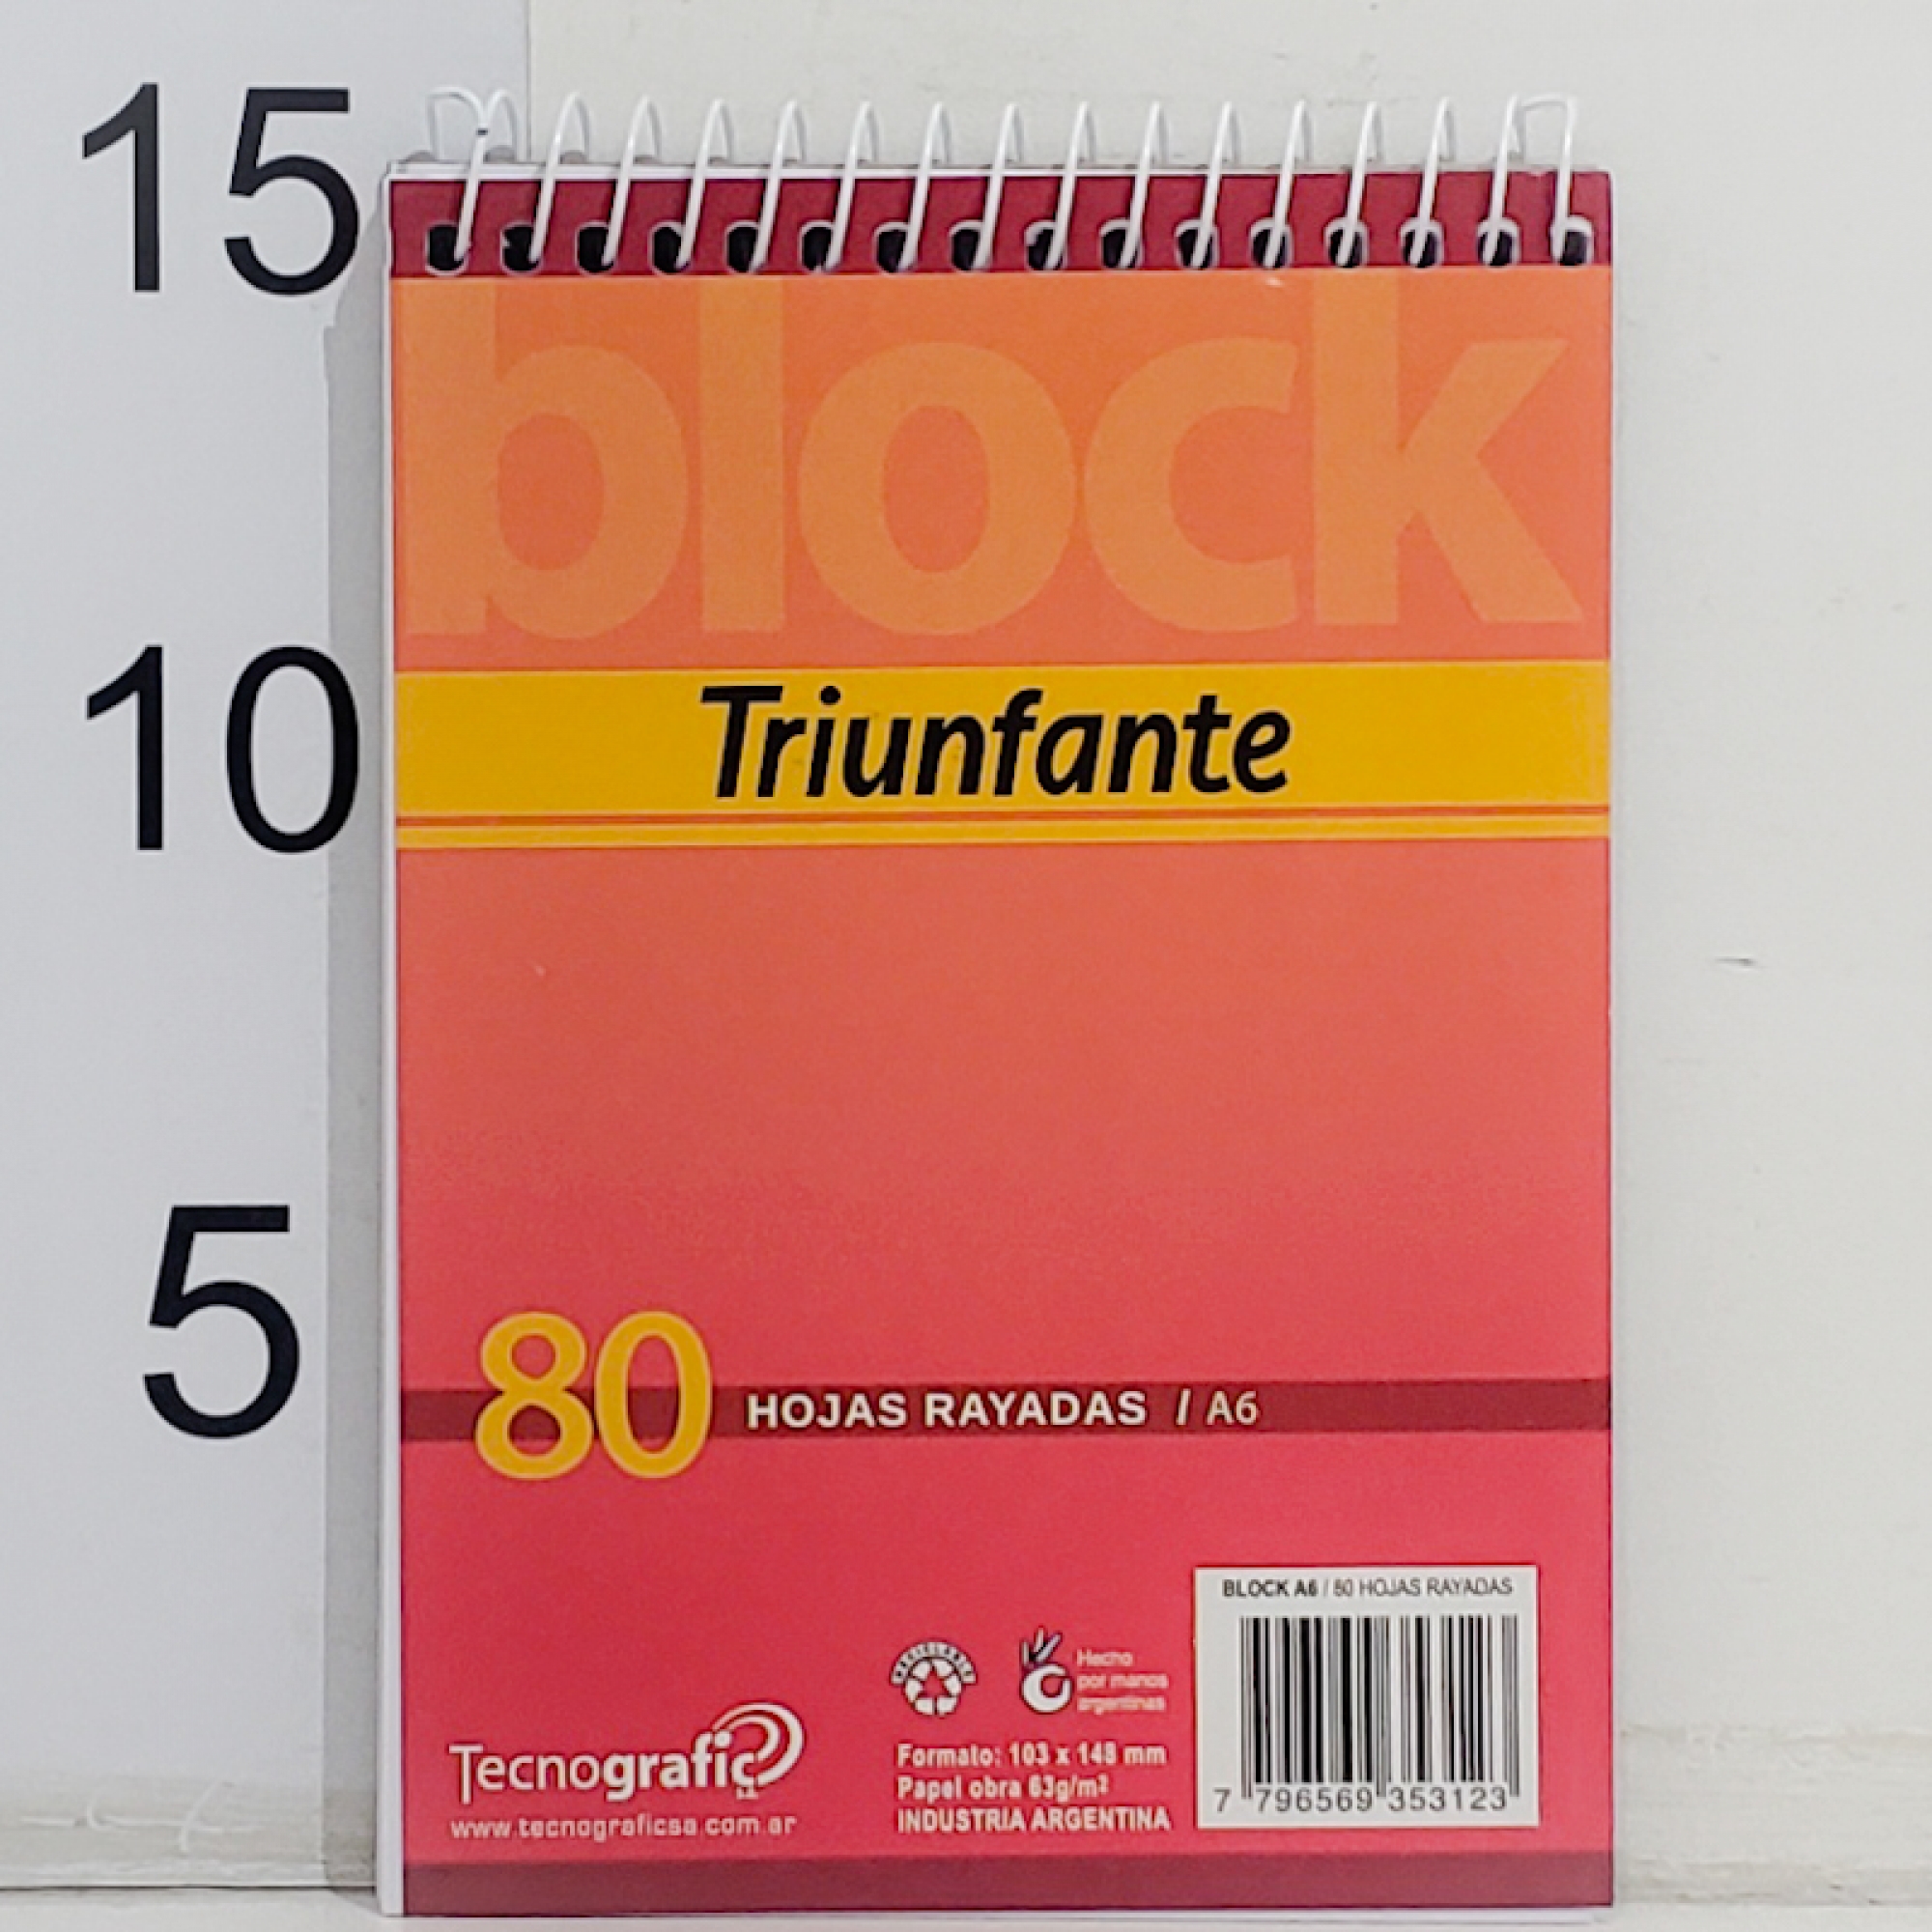 15
10
5
block
Triunfante
80 HOJAS RAYADAS / A6
BLOCK A6 / 80 HOJAS RAYADAS
7 796569 353123
Hecho
por manos
argentinas
Formato: 103 x 148 mm
Papel obra 63g/m²
INDUSTRIA ARGENTINA
Tecnografic
www.tecnograficsa.com.ar